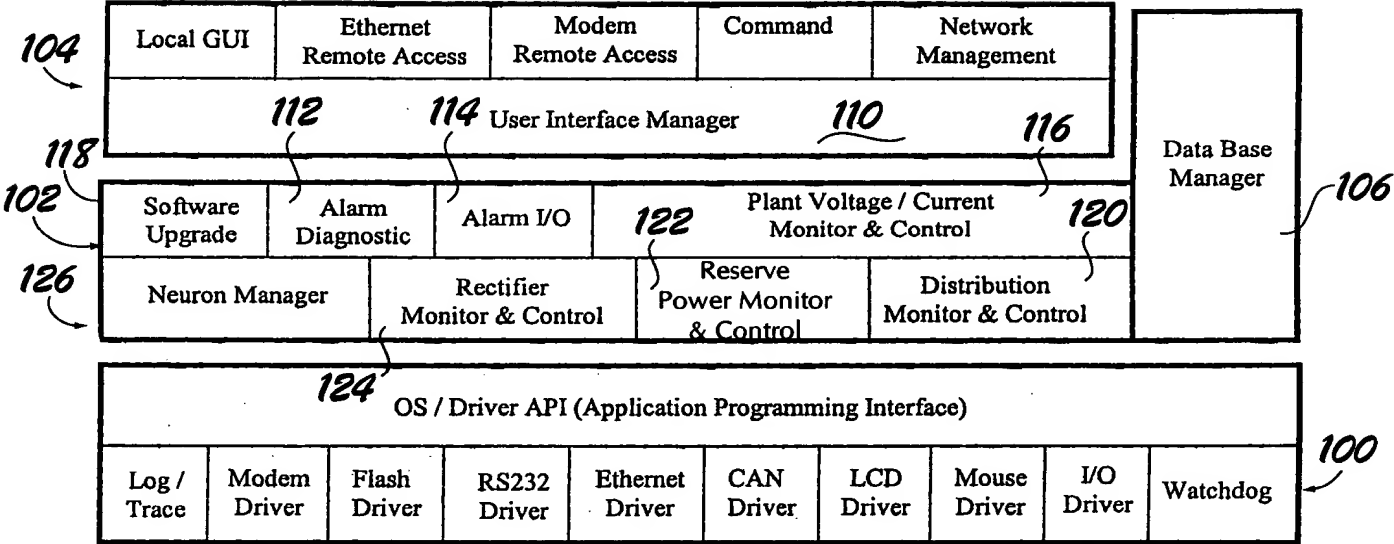 104
Local GUI
Ethernet
Remote Access
Modem
Remote Access
Command
Network
Management
112
114
User Interface Manager
110
116
Data Base
Manager
106
118
102
Software
Upgrade
Alarm
Diagnostic
Alarm I/O
Plant Voltage / Current
Monitor & Control
122
120
126
Neuron Manager
Rectifier
Monitor & Control
Reserve
Power Monitor
& Control
Distribution
Monitor & Control
124
OS / Driver API (Application Programming Interface)
100
Log /
Trace
Modem
Driver
Flash
Driver
RS232
Driver
Ethernet
Driver
CAN
Driver
LCD
Driver
Mouse
Driver
I/O
Driver
Watchdog